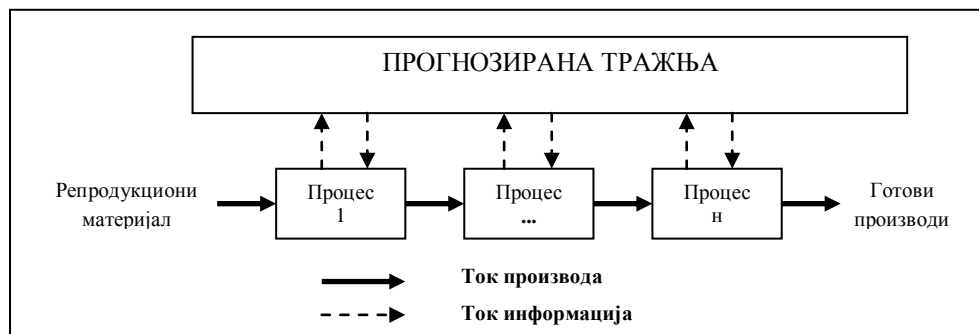 ПРОГНОЗИРАНА ТРАЖЊА
Репродукциони
материјал
Процес
1
Процес
...
Процес
н
Готови
производи
Ток производа
Ток информација